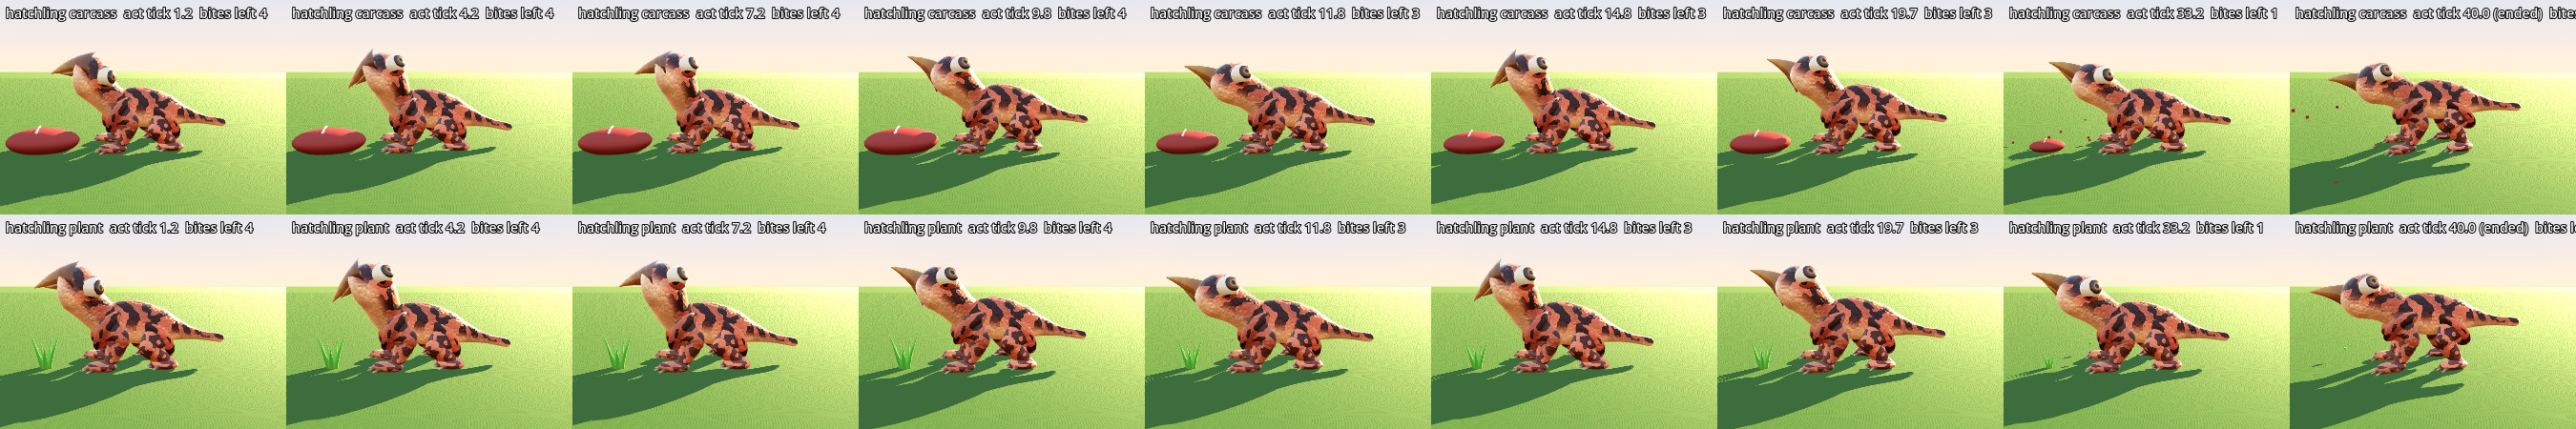 hatchling carcass act tick 1.2 bites left 4
hatchling carcass act tick 4.2 bites left 4
hatchling carcass act tick 7.2 bites left 4
hatchling carcass act tick 9.8 bites left 4
hatchling carcass act tick 11.8 bites left 3
hatchling carcass act tick 14.8 bites left 3
hatchling carcass act tick 19.7 bites left 3
hatchling carcass act tick 33.2 bites left 1
hatchling carcass act tick 40.0 (ended) bites
hatchling plant act tick 1.2 bites left 4
hatchling plant act tick 4.2 bites left 4
hatchling plant act tick 7.2 bites left 4
hatchling plant act tick 9.8 bites left 4
hatchling plant act tick 11.8 bites left 3
hatchling plant act tick 14.8 bites left 3
hatchling plant act tick 19.7 bites left 3
hatchling plant act tick 33.2 bites left 1
hatchling plant act tick 40.0 (ended) bites